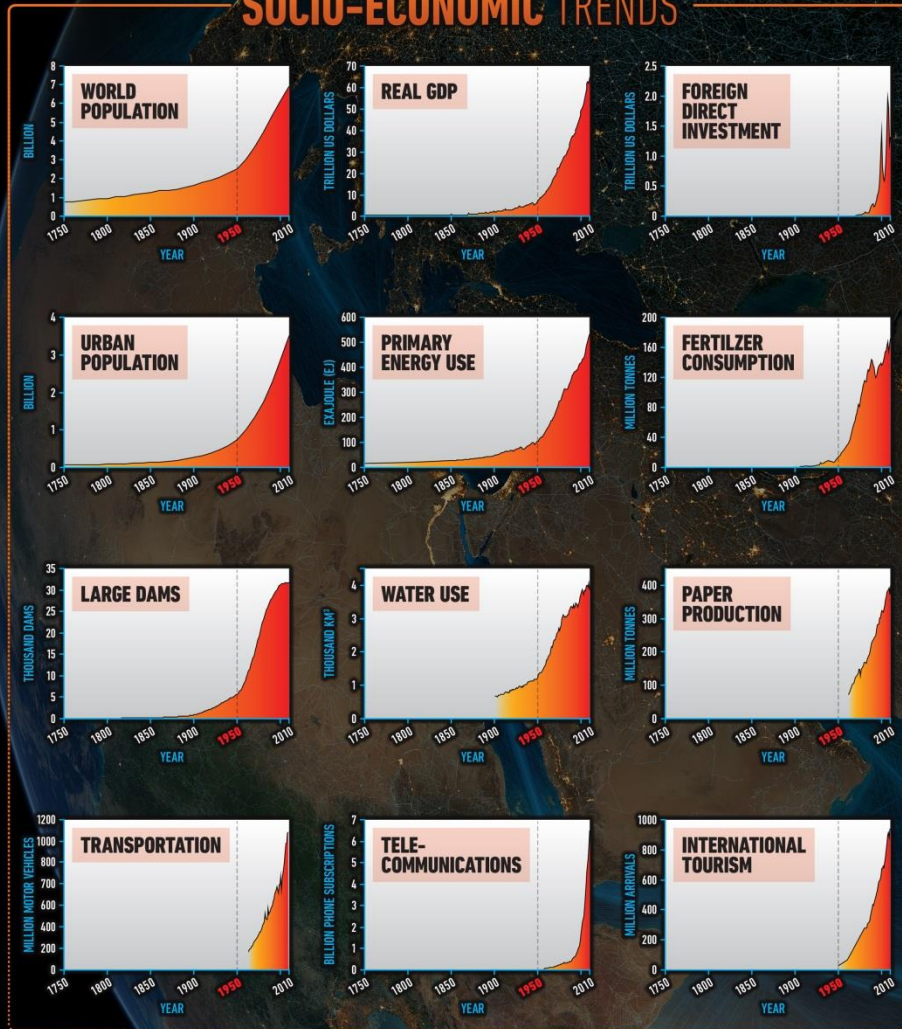 SOCIO-ECONOMIC TRENDS
8
7
6
5
4
3
2
1
0
BILLION
WORLD
POPULATION
1750 1800 1850 1900 1950 2010
YEAR
70
60
50
40
30
20
10
0
TRILLION US DOLLARS
REAL GDP
1750 1800 1850 1900 1950 2010
YEAR
2.5
2.0
1.5
1.0
0.5
0
TRILLION US DOLLARS
FOREIGN
DIRECT
INVESTMENT
1750 1800 1850 1900 1950 2010
YEAR
4
3
2
1
0
BILLION
URBAN
POPULATION
1750 1800 1850 1900 1950 2010
YEAR
600
500
400
300
200
100
0
EXAJOULE (EJ)
PRIMARY
ENERGY USE
1750 1800 1850 1900 1950 2010
YEAR
200
160
120
80
40
0
MILLION TONNES
FERTILZER
CONSUMPTION
1750 1800 1850 1900 1950 2010
YEAR
35
30
25
20
15
10
5
0
THOUSAND DAMS
LARGE DAMS
1750 1800 1850 1900 1950 2010
YEAR
4
3
2
1
0
THOUSAND KM³
WATER USE
1750 1800 1850 1900 1950 2010
YEAR
400
300
200
100
0
MILLION TONNES
PAPER
PRODUCTION
1750 1800 1850 1900 1950 2010
YEAR
1200
1000
800
700
600
400
200
0
MILLION MOTOR VEHICLES
TRANSPORTATION
1750 1800 1850 1900 1950 2010
YEAR
7
6
5
4
3
2
1
0
BILLION PHONE SUBSCRIPTIONS
TELE-
COMMUNICATIONS
1750 1800 1850 1900 1950 2010
YEAR
1000
800
600
400
200
0
MILLION ARRIVALS
INTERNATIONAL
TOURISM
1750 1800 1850 1900 1950 2010
YEAR